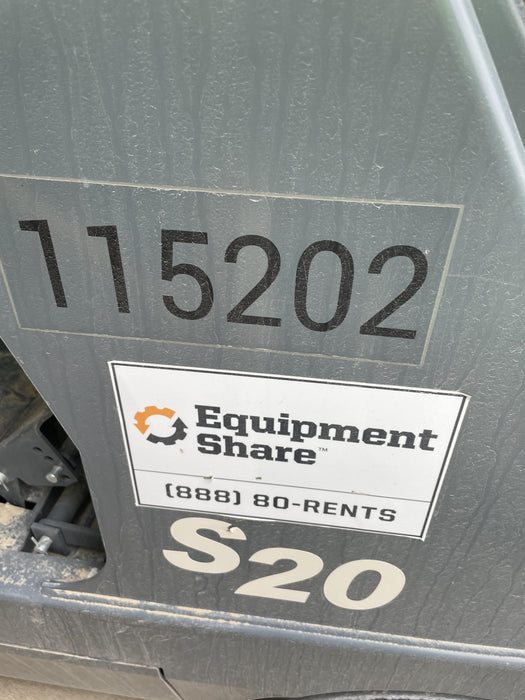 115202
Equipment
Share™
(888) 80-RENTS
S20